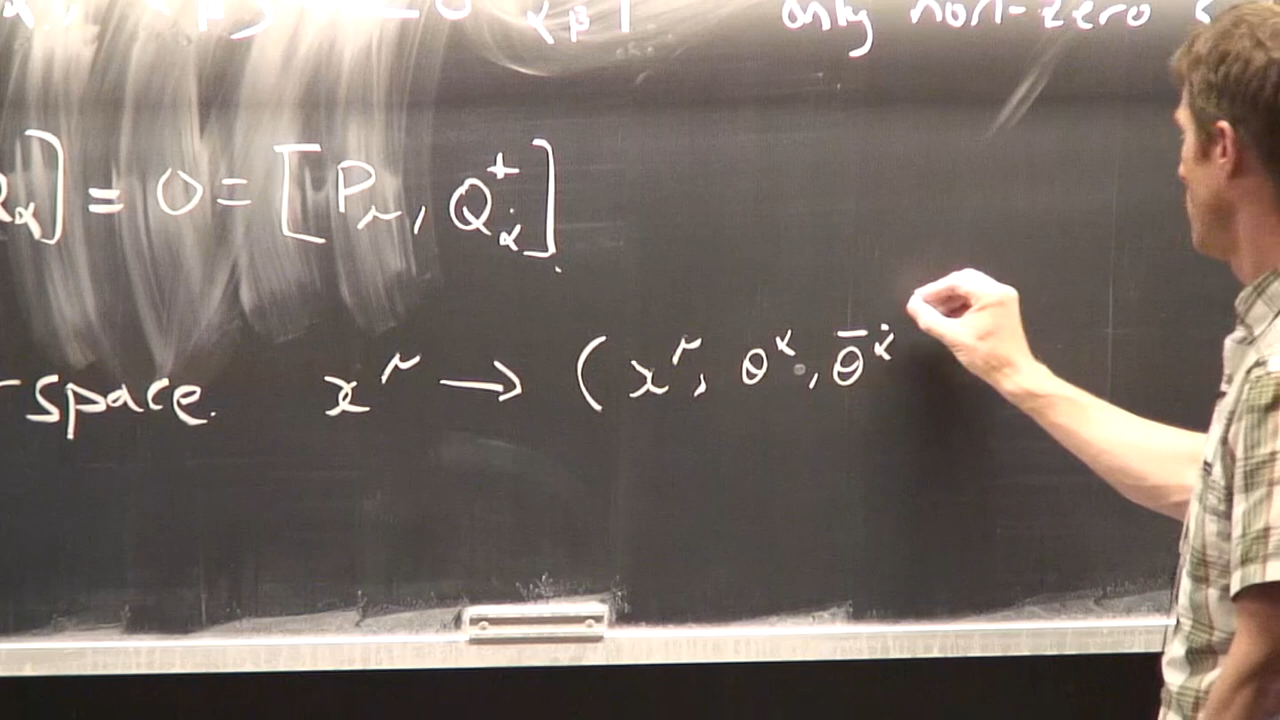 only non-zero
Q_α] = 0 = [P_μ, Q^†_α̇]
-space. x^μ → (x^μ, θ^α, θ̄^α̇